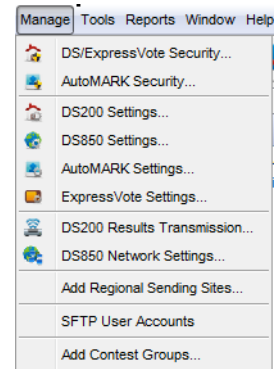 Manage Tools Reports Window Help
DS/ExpressVote Security...
AutoMARK Security...
DS200 Settings...
DS850 Settings...
AutoMARK Settings...
ExpressVote Settings...
DS200 Results Transmission...
DS850 Network Settings...
Add Regional Sending Sites...
SFTP User Accounts
Add Contest Groups...